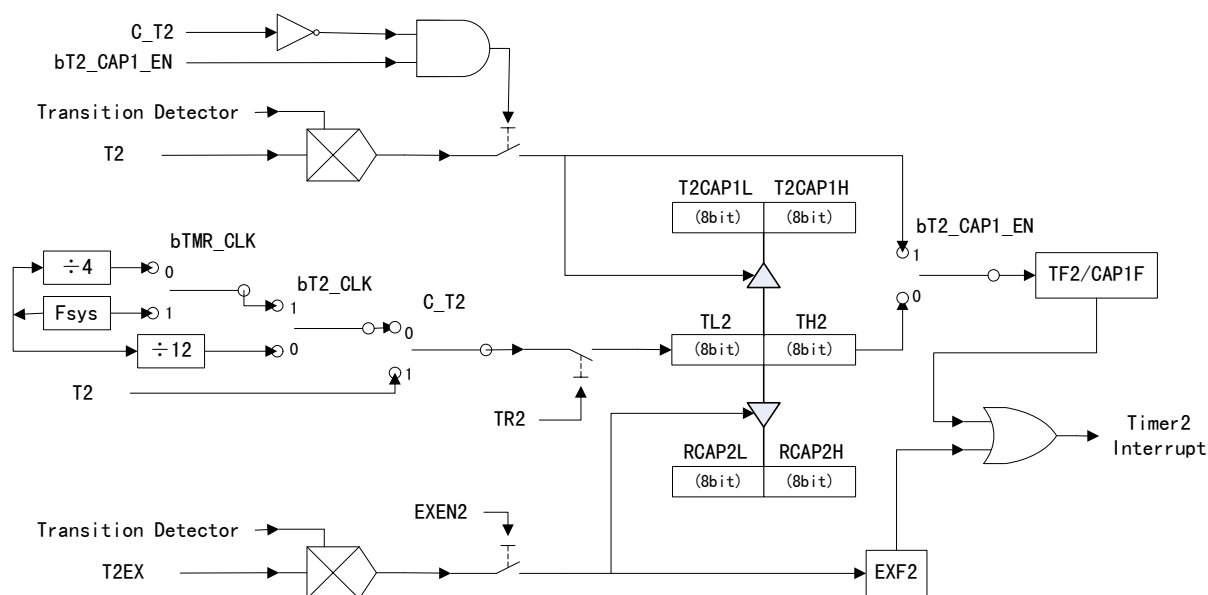 C_T2
bT2_CAP1_EN
Transition Detector
T2
T2CAP1L T2CAP1H
(8bit) (8bit)
bT2_CAP1_EN
1
0
TF2/CAP1F
bTMR_CLK
÷4
0
Fsys
1
bT2_CLK
1
÷12
0
C_T2
0
1
T2
TR2
TL2 TH2
(8bit) (8bit)
RCAP2L RCAP2H
(8bit) (8bit)
Timer2
Interrupt
EXEN2
Transition Detector
T2EX
EXF2